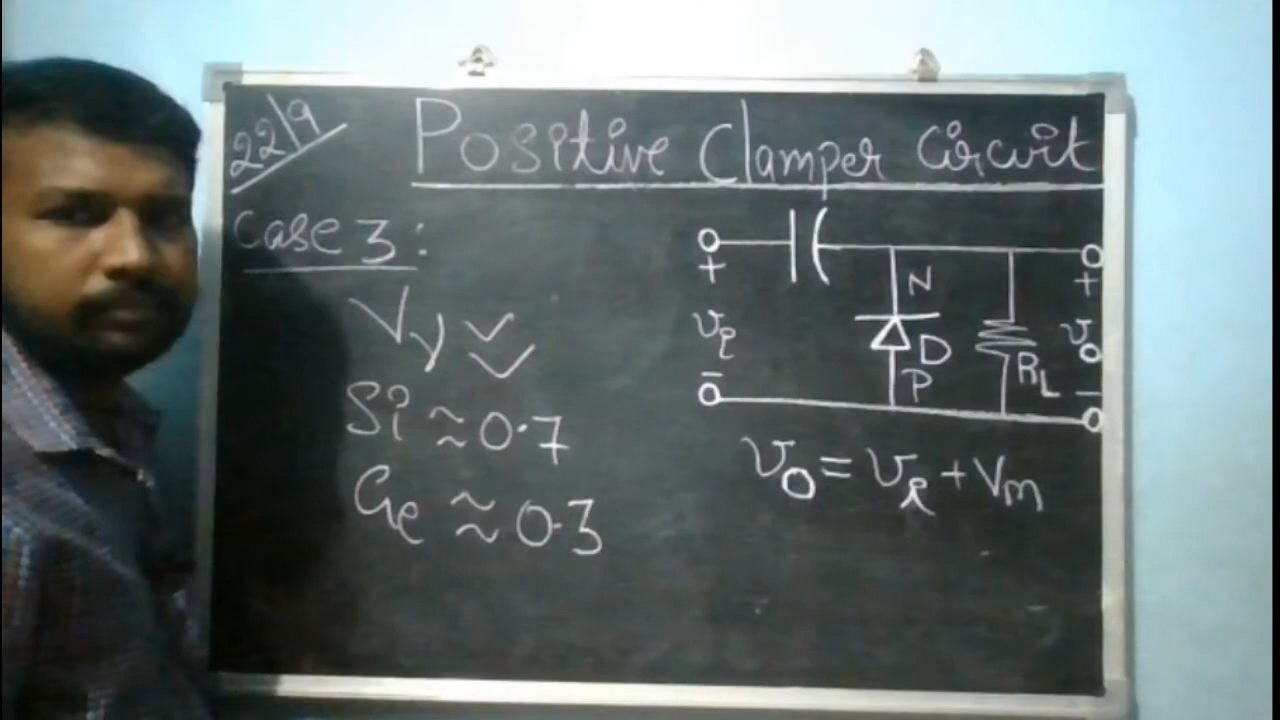 22/9
Positive Clamper Circuit
Case 3:
Vγ
Si ≈ 0.7
Ge ≈ 0.3
+
vi
-
N
D
P
RL
+
vo
-
vo = vi + Vm